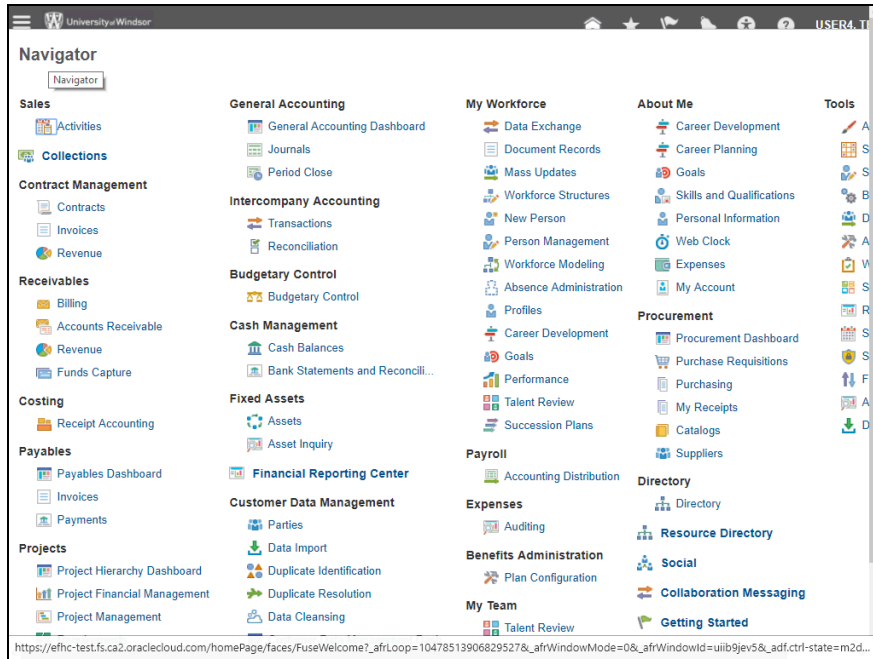 University of Windsor
USER4, T
Navigator
Navigator
Sales
Activities
Collections
Contract Management
Contracts
Invoices
Revenue
Receivables
Billing
Accounts Receivable
Revenue
Funds Capture
Costing
Receipt Accounting
Payables
Payables Dashboard
Invoices
Payments
Projects
Project Hierarchy Dashboard
Project Financial Management
Project Management
General Accounting
General Accounting Dashboard
Journals
Period Close
Intercompany Accounting
Transactions
Reconciliation
Budgetary Control
Budgetary Control
Cash Management
Cash Balances
Bank Statements and Reconcili...
Fixed Assets
Assets
Asset Inquiry
Financial Reporting Center
Customer Data Management
Parties
Data Import
Duplicate Identification
Duplicate Resolution
Data Cleansing
My Workforce
Data Exchange
Document Records
Mass Updates
Workforce Structures
New Person
Person Management
Workforce Modeling
Absence Administration
Profiles
Career Development
Goals
Performance
Talent Review
Succession Plans
Payroll
Accounting Distribution
Expenses
Auditing
Benefits Administration
Plan Configuration
My Team
Talent Review
About Me
Career Development
Career Planning
Goals
Skills and Qualifications
Personal Information
Web Clock
Expenses
My Account
Procurement
Procurement Dashboard
Purchase Requisitions
Purchasing
My Receipts
Catalogs
Suppliers
Directory
Directory
Resource Directory
Social
Collaboration Messaging
Getting Started
Tools
A
S
S
B
D
A
W
S
R
S
S
F
A
D
https://efhc-test.fs.ca2.oraclecloud.com/homePage/faces/FuseWelcome?_afrLoop=1047851390682952​7&_afrWindowMode=0&_afrWindowId=uiib9jev5&_adf.ctrl-state=m2d...